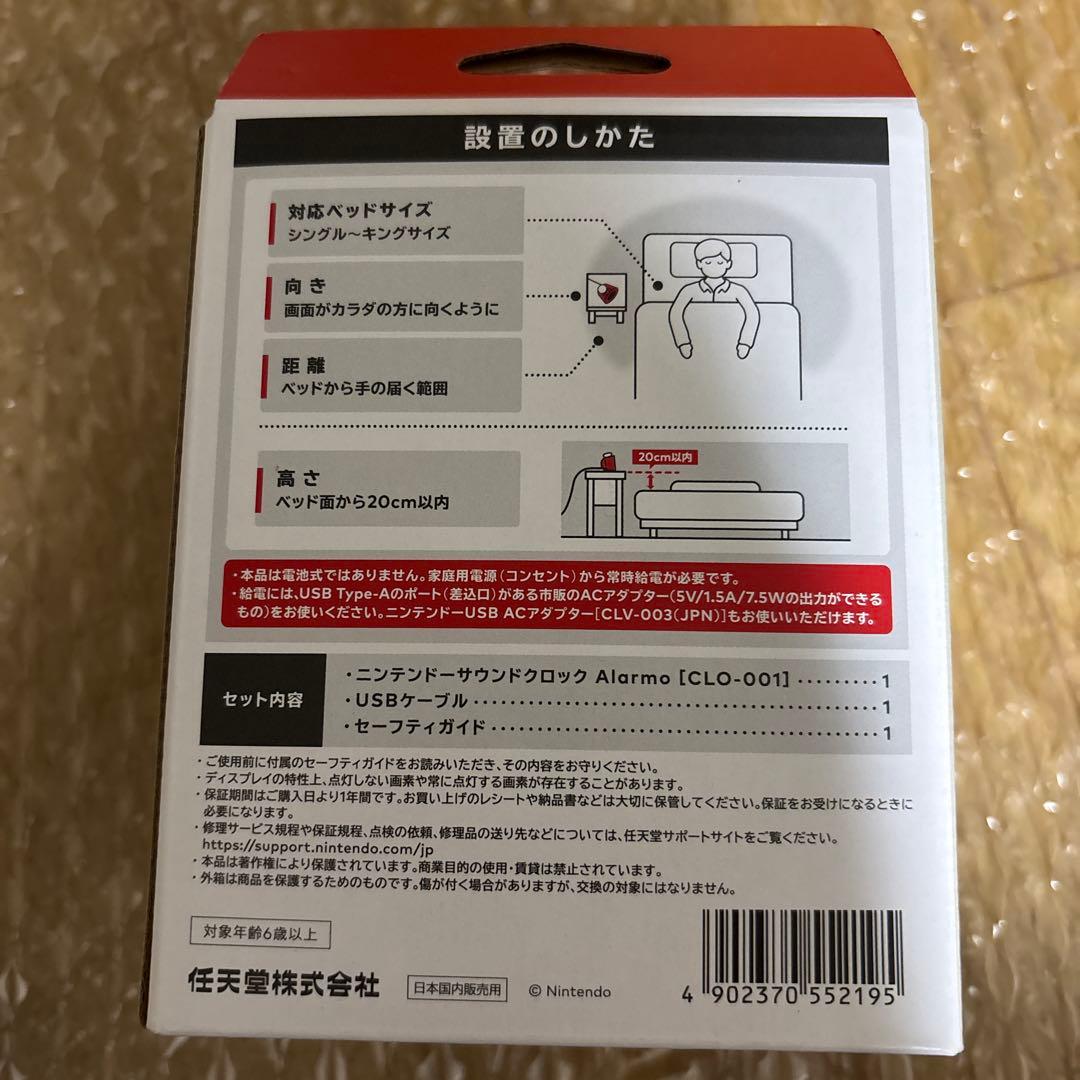 設置のしかた
対応ベッドサイズ
シングル～キングサイズ
向き
画面がカラダの方に向くように
距離
ベッドから手の届く範囲
高さ
ベッド面から20cm以内
20cm以内
・本品は電池式ではありません。家庭用電源（コンセント）から常時給電が必要です。
・給電には、USB Type-Aのポート（差込口）がある市販のACアダプター（5V/1.5A/7.5Wの出力ができる
もの）をお使いください。ニンテンドーUSB ACアダプター[CLV-003（JPN）]もお使いいただけます。
セット内容
・ニンテンドーサウンドクロック Alarmo [CLO-001] ·········1
・USBケーブル ·········1
・セーフティガイド ·········1
・ご使用前に付属のセーフティガイドをお読みいただき、その内容をお守りください。
・ディスプレイの特性上、点灯しない画素や常に点灯する画素が存在することがあります。
・保証期間はご購入日より1年間です。お買い上げのレシートや納品書などは大切に保管してください。保証をお受けになるときに
必要になります。
・修理サービス規程や保証規程、点検の依頼、修理品の送り先などについては、任天堂サポートサイトをご覧ください。
https://support.nintendo.com/jp
・本品は著作権により保護されています。商業目的の使用・賃貸は禁止されています。
・外箱は商品を保護するためのものです。傷が付く場合がありますが、交換の対象にはなりません。
対象年齢6歳以上
任天堂株式会社
日本国内販売用
© Nintendo
4 902370 552195